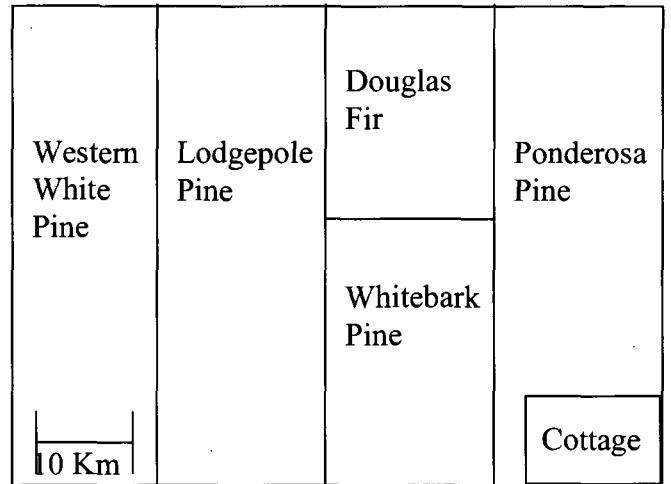 Western
White
Pine
Lodgepole
Pine
Douglas
Fir
Whitebark
Pine
Ponderosa
Pine
Cottage
10 Km